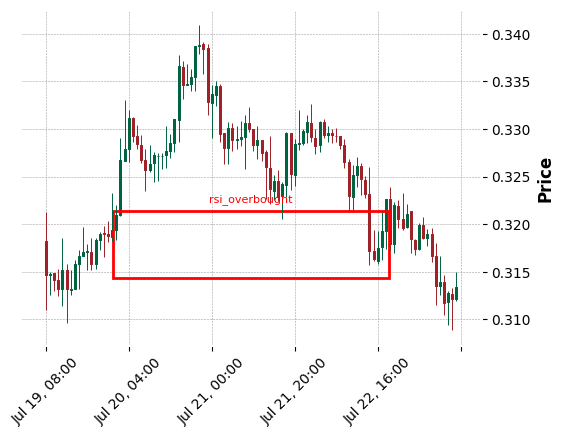 0.340
0.335
0.330
0.325
0.320
0.315
0.310
Price
rsi_overbought
Jul 19, 08:00
Jul 20, 04:00
Jul 21, 00:00
Jul 21, 20:00
Jul 22, 16:00